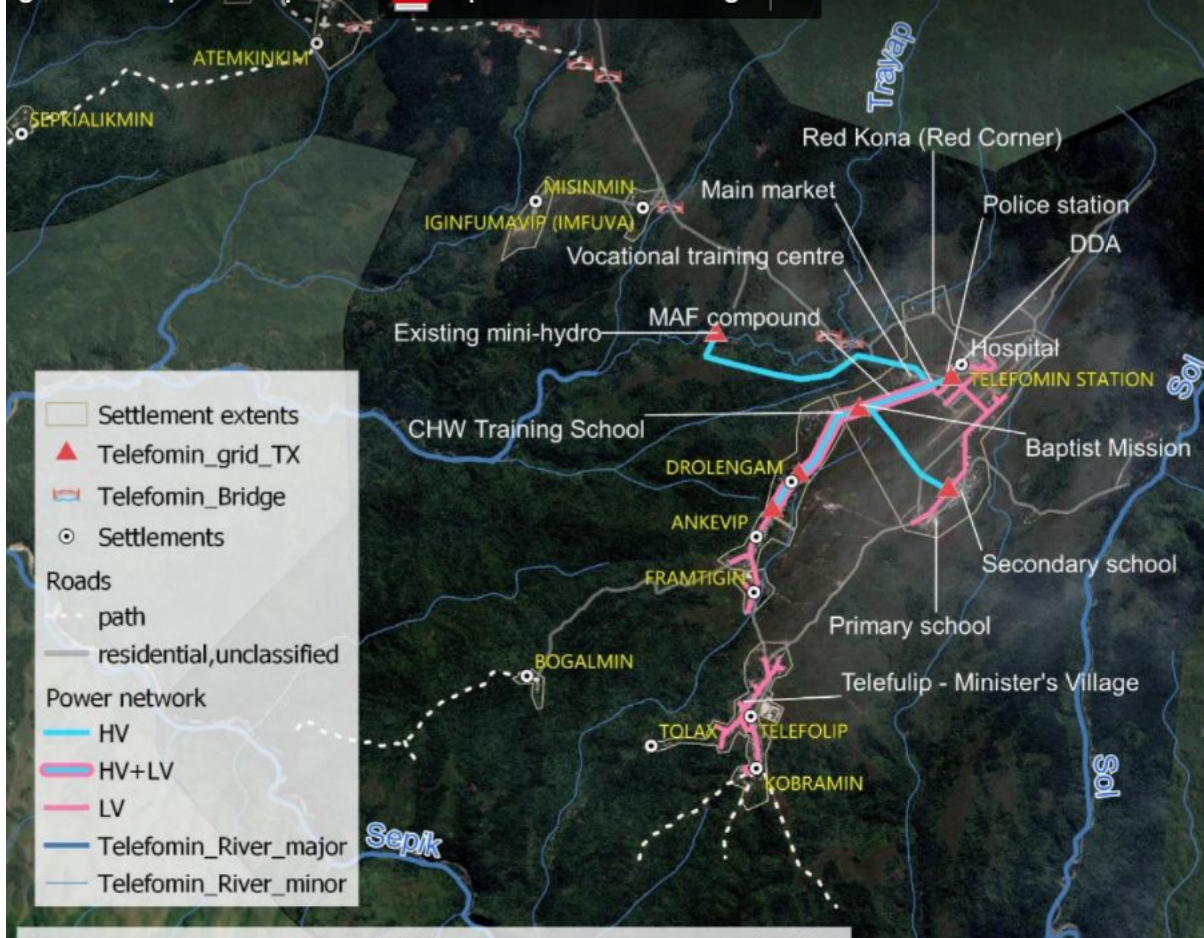 ATEMKINKIM
SEPKIALIKMIN
Trayap
Red Kona (Red Corner)
MISINMIN
Main market
Police station
IGINFUMAVIP (IMFUVA)
DDA
Vocational training centre
MAF compound
Existing mini-hydro
Hospital
TELEFOMIN STATION
Sol
CHW Training School
Baptist Mission
DROLENGAM
ANKEVIP
Secondary school
FRAMTIGIN
Primary school
BOGALMIN
Telefulip - Minister's Village
TOLAX
TELEFOLIP
KOBRAMIN
Sol
Sepik
Settlement extents
Telefomin_grid_TX
Telefomin_Bridge
Settlements
Roads
path
residential,unclassified
Power network
HV
HV+LV
LV
Telefomin_River_major
Telefomin_River_minor